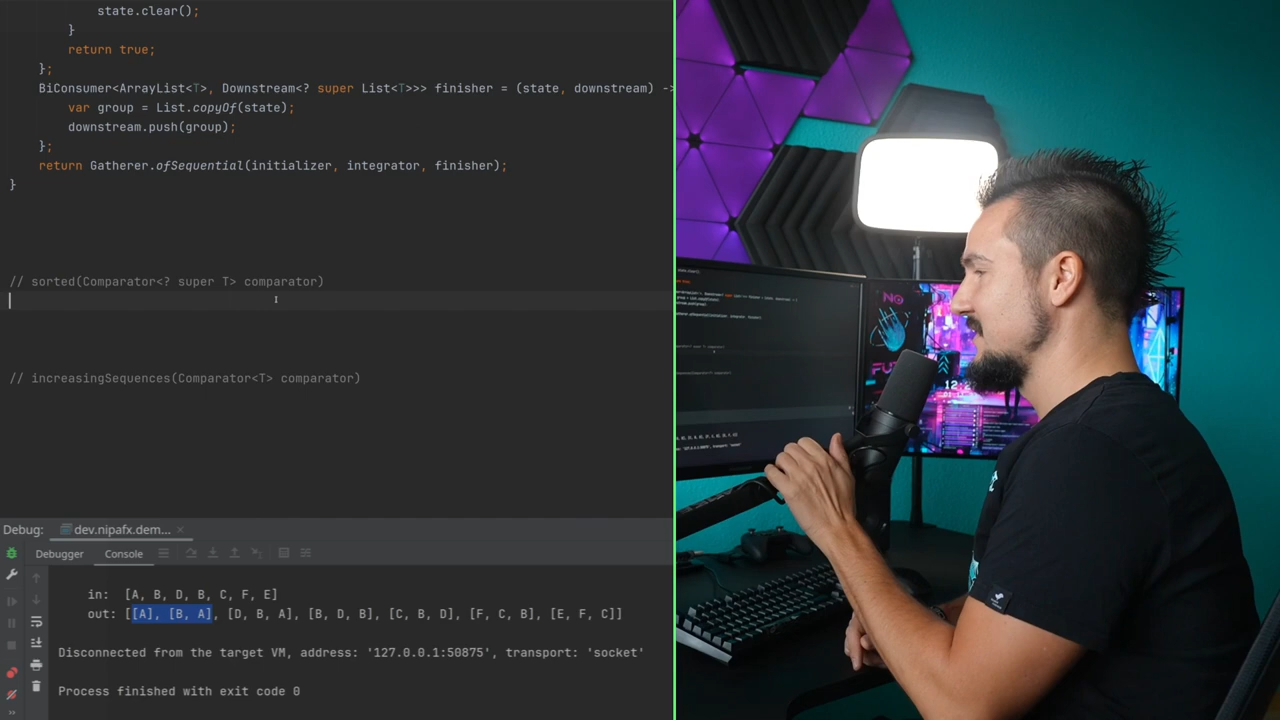 state.clear();
}
return true;
};
BiConsumer<ArrayList<T>, Downstream<? super List<T>>> finisher = (state, downstream) ->
var group = List.copyOf(state);
downstream.push(group);
};
return Gatherer.ofSequential(initializer, integrator, finisher);
}
// sorted(Comparator<? super T> comparator)
// increasingSequences(Comparator<T> comparator)
Debug: dev.nipafx.dem... ×
Debugger Console
in: [A, B, D, B, C, F, E]
out: [[A], [B, A], [D, B, A], [B, D, B], [C, B, D], [F, C, B], [E, F, C]]
Disconnected from the target VM, address: '127.0.0.1:50875', transport: 'socket'
Process finished with exit code 0
NO